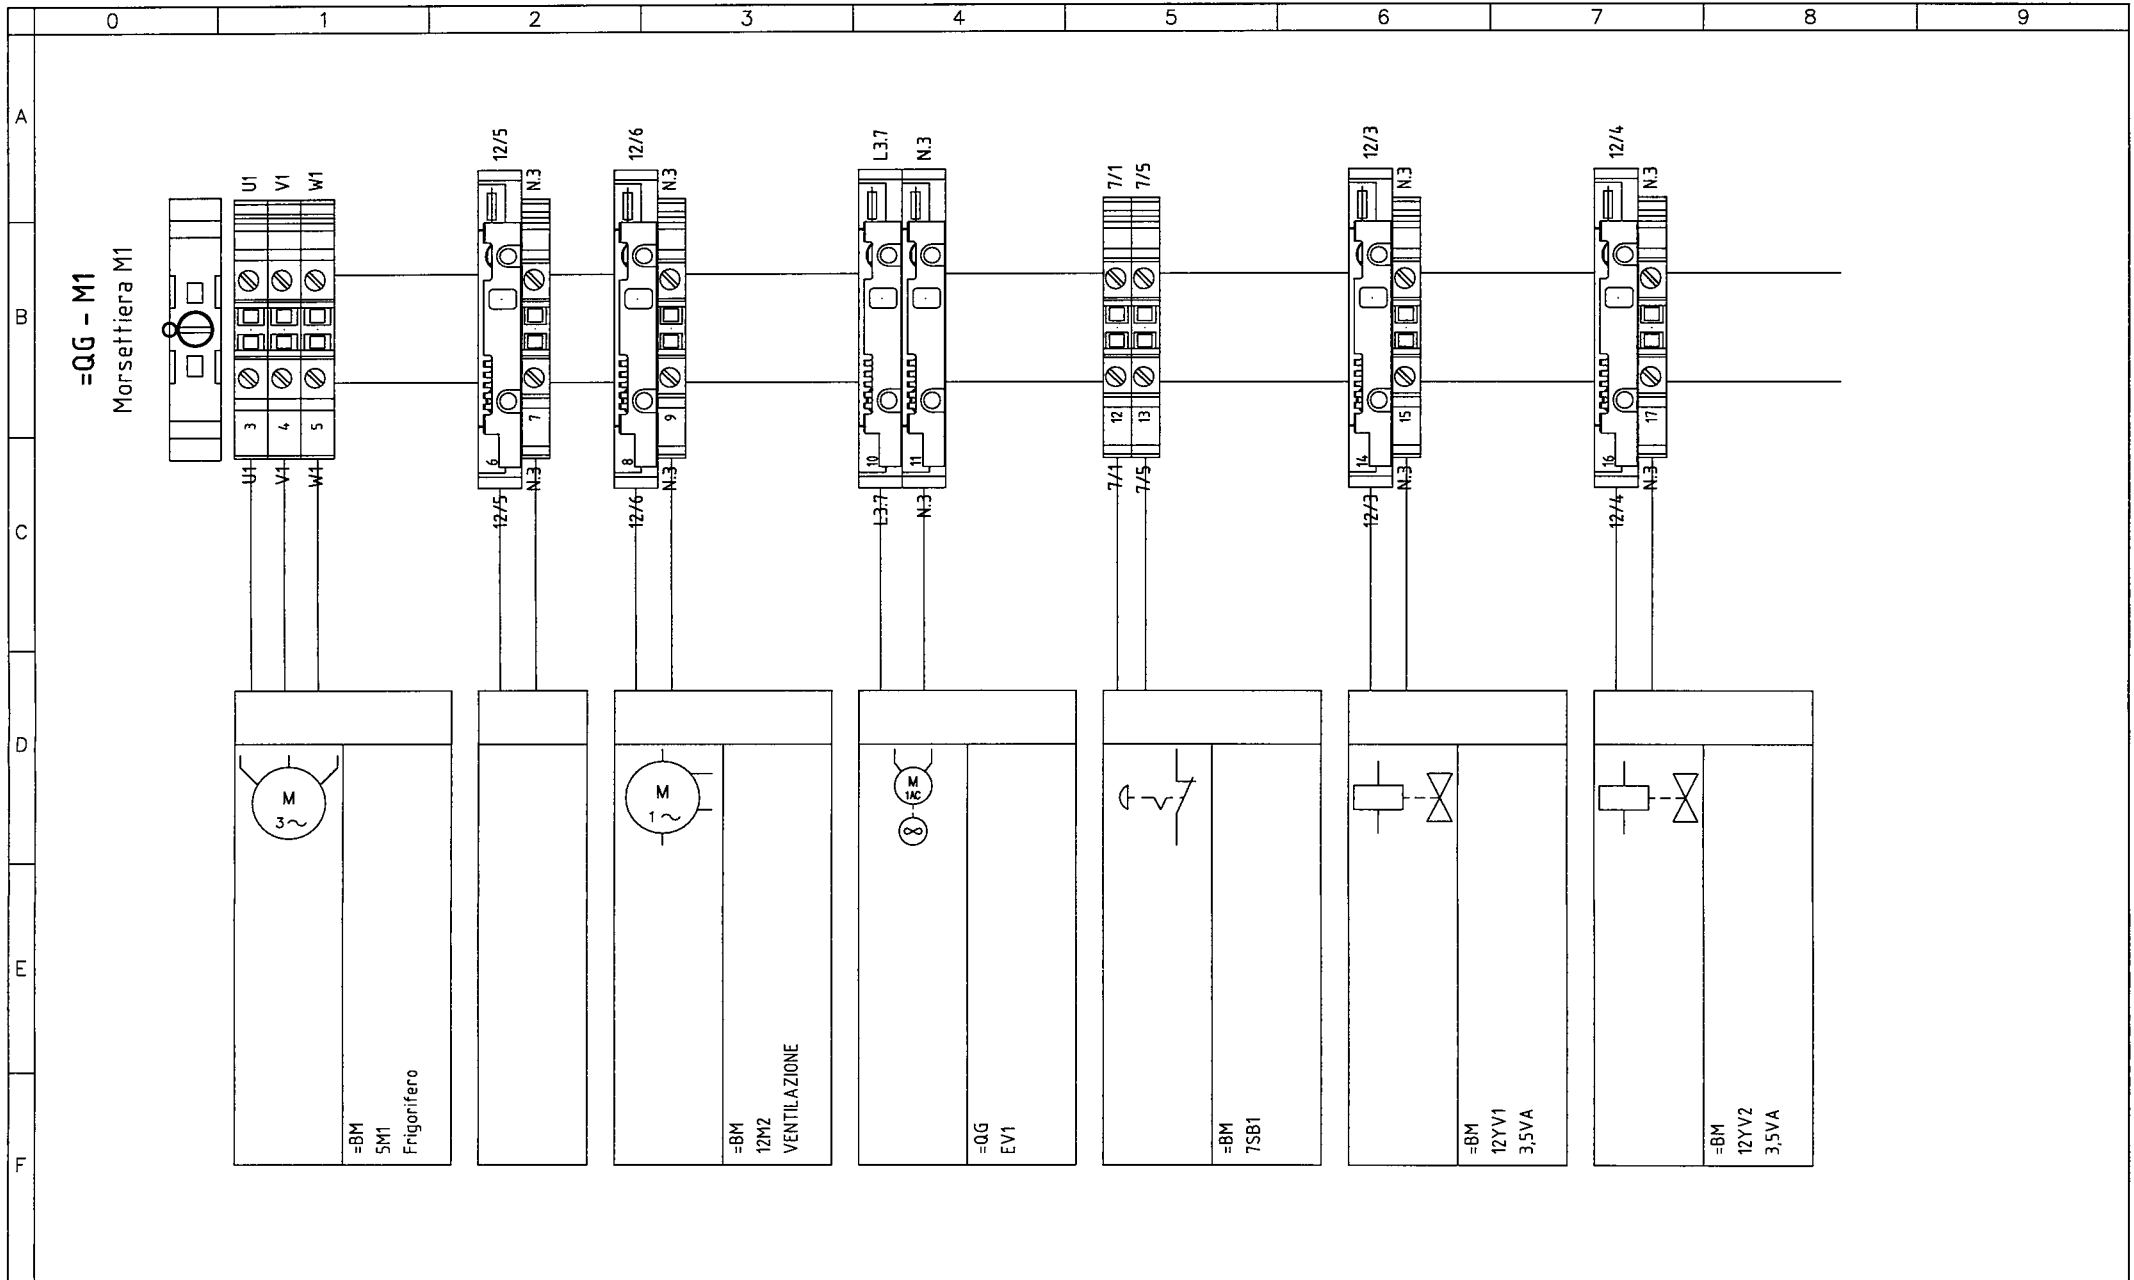 0 1 2 3 4 5 6 7 8 9
A
B
C
D
E
F
=QG - M1
Morsettiera M1
U1 V1 W1
12/5 N.3
12/6 N.3
L3.7 N.3
7/1 7/5
12/3 N.3
12/4 N.3
3 4 5
6 7
8 9
10 11
12 13
14 15
16 17
U1 V1 W1
12/5 N.3
12/6 N.3
L3.7 N.3
7/1 7/5
12/3 N.3
12/4 N.3
M
3~
=BM
5M1
Frigorifero
M
1~
=BM
12M2
VENTILAZIONE
M
1AC
=QG
EV1
=BM
7SB1
=BM
12YV1
3,5VA
=BM
12YV2
3,5VA